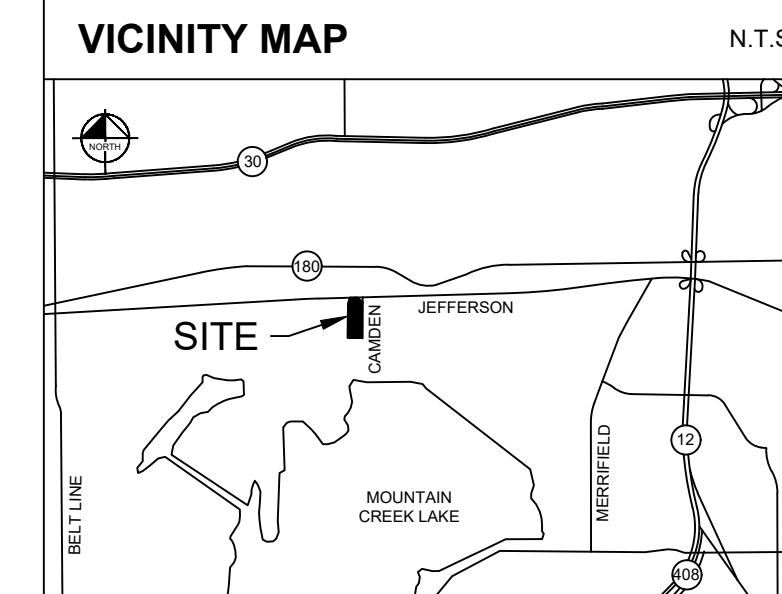 VICINITY MAP
N.T.S
NORTH
30
180
JEFFERSON
SITE
CAMDEN
12
MERRIFIELD
BELT LINE
MOUNTAIN
CREEK LAKE
408